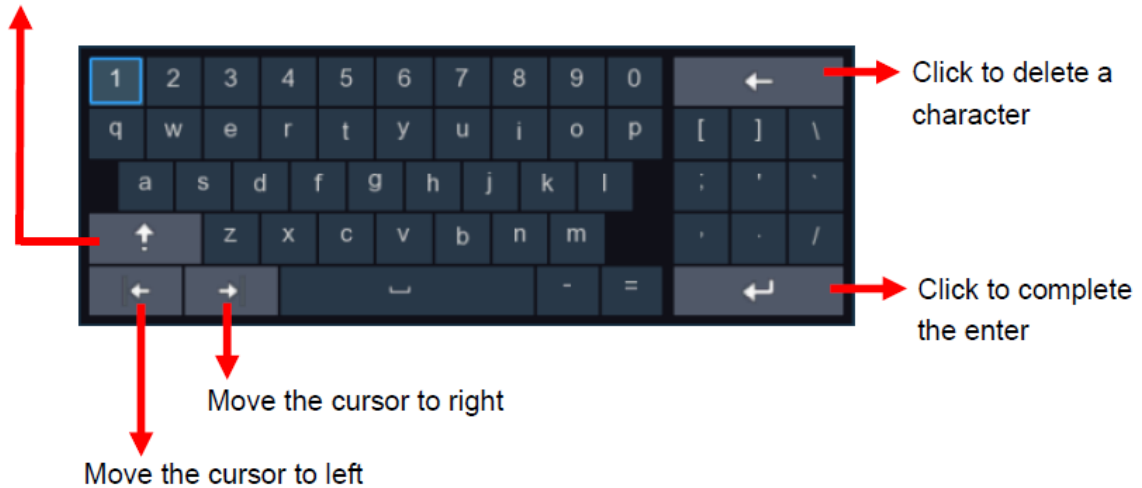 1 2 3 4 5 6 7 8 9 0
Click to delete a
character
q w e r t y u i o p [ ] \
a s d f g h j k l ; ' `
z x c v b n m , . /
- =
Click to complete
the enter
Move the cursor to right
Move the cursor to left